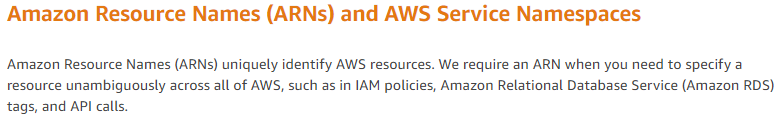 Amazon Resource Names (ARNs) and AWS Service Namespaces
Amazon Resource Names (ARNs) uniquely identify AWS resources. We require an ARN when you need to specify a
resource unambiguously across all of AWS, such as in IAM policies, Amazon Relational Database Service (Amazon RDS)
tags, and API calls.